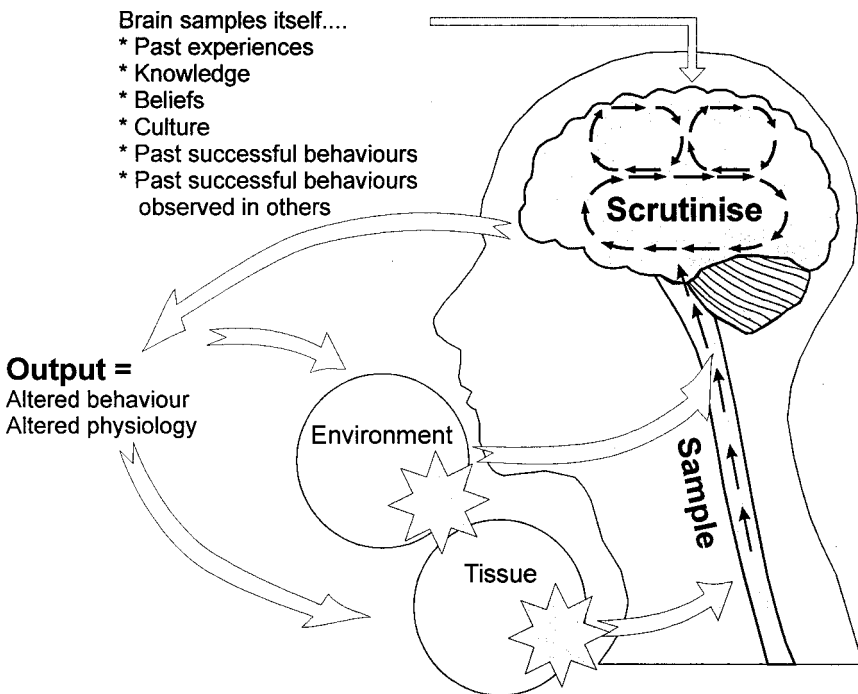 Brain samples itself....
* Past experiences
* Knowledge
* Beliefs
* Culture
* Past successful behaviours
* Past successful behaviours
observed in others
Scrutinise
Output =
Altered behaviour
Altered physiology
Environment
Sample
Tissue